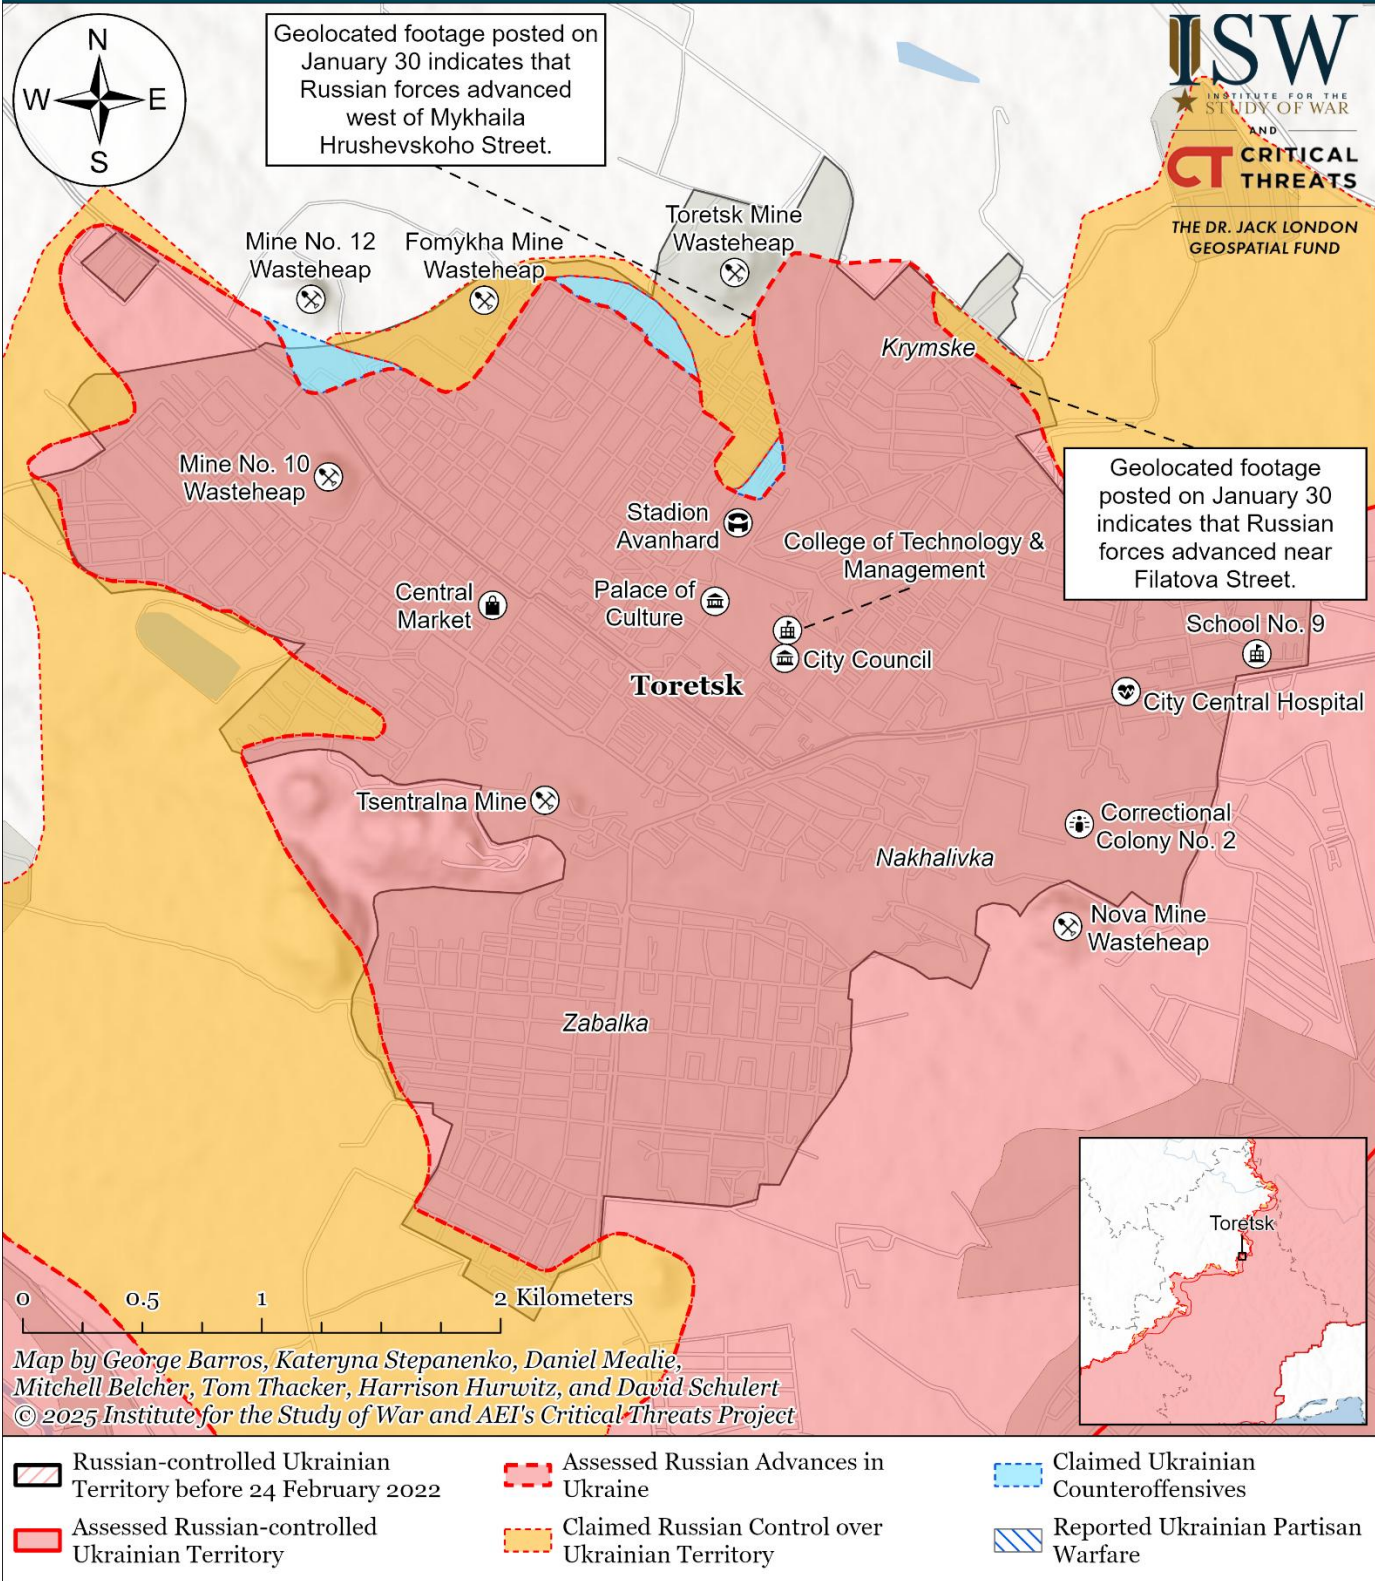 N
W
E
S
Geolocated footage posted on
January 30 indicates that
Russian forces advanced
west of Mykhaila
Hrushevskoho Street.
ISW
INSTITUTE FOR THE
STUDY OF WAR
AND
CT CRITICAL
THREATS
THE DR. JACK LONDON
GEOSPATIAL FUND
Mine No. 12
Wasteheap
Fomykha Mine
Wasteheap
Toretsk Mine
Wasteheap
Krymske
Mine No. 10
Wasteheap
Geolocated footage
posted on January 30
indicates that Russian
forces advanced near
Filatova Street.
Stadion
Avanhard
College of Technology &
Management
Central
Market
Palace of
Culture
School No. 9
City Council
Toretsk
City Central Hospital
Tsentralna Mine
Correctional
Colony No. 2
Nakhalivka
Nova Mine
Wasteheap
Zabalka
Toretsk
0 0.5 1 2 Kilometers
Map by George Barros, Kateryna Stepanenko, Daniel Mealie,
Mitchell Belcher, Tom Thacker, Harrison Hurwitz, and David Schulert
© 2025 Institute for the Study of War and AEI's Critical Threats Project
Russian-controlled Ukrainian
Territory before 24 February 2022
Assessed Russian-controlled
Ukrainian Territory
Assessed Russian Advances in
Ukraine
Claimed Russian Control over
Ukrainian Territory
Claimed Ukrainian
Counteroffensives
Reported Ukrainian Partisan
Warfare